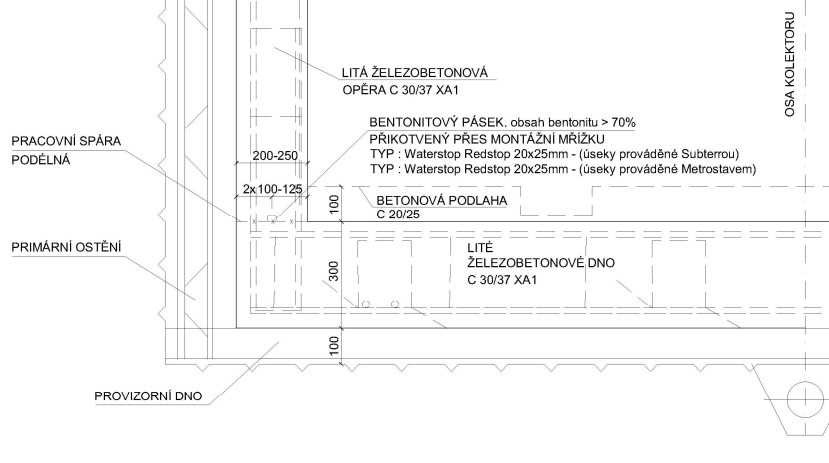 OSA KOLEKTORU
LITÁ ŽELEZOBETONOVÁ
OPĚRA C 30/37 XA1
BENTONITOVÝ PÁSEK, obsah bentonitu > 70%
PŘIKOTVENÝ PŘES MONTÁŽNÍ MŘÍŽKU
TYP : Waterstop Redstop 20x25mm - (úseky prováděné Subterrou)
TYP : Waterstop Redstop 20x25mm - (úseky prováděné Metrostavem)
PRACOVNÍ SPÁRA
PODÉLNÁ
200-250
2x100-125
100
BETONOVÁ PODLAHA
C 20/25
PRIMÁRNÍ OSTĚNÍ
300
LITÉ
ŽELEZOBETONOVÉ DNO
C 30/37 XA1
100
PROVIZORNÍ DNO